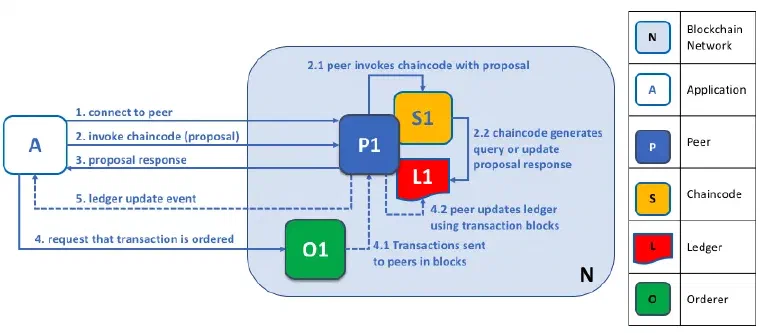 2.1 peer invokes chaincode with proposal
1. connect to peer
S1
2. invoke chaincode (proposal)
A
P1
2.2 chaincode generates
query or update
proposal response
3. proposal response
L1
5. ledger update event
4.2 peer updates ledger
using transaction blocks
4. request that transaction is ordered
O1
4.1 Transactions sent
to peers in blocks
N
N
Blockchain
Network
A
Application
P
Peer
S
Chaincode
L
Ledger
O
Orderer